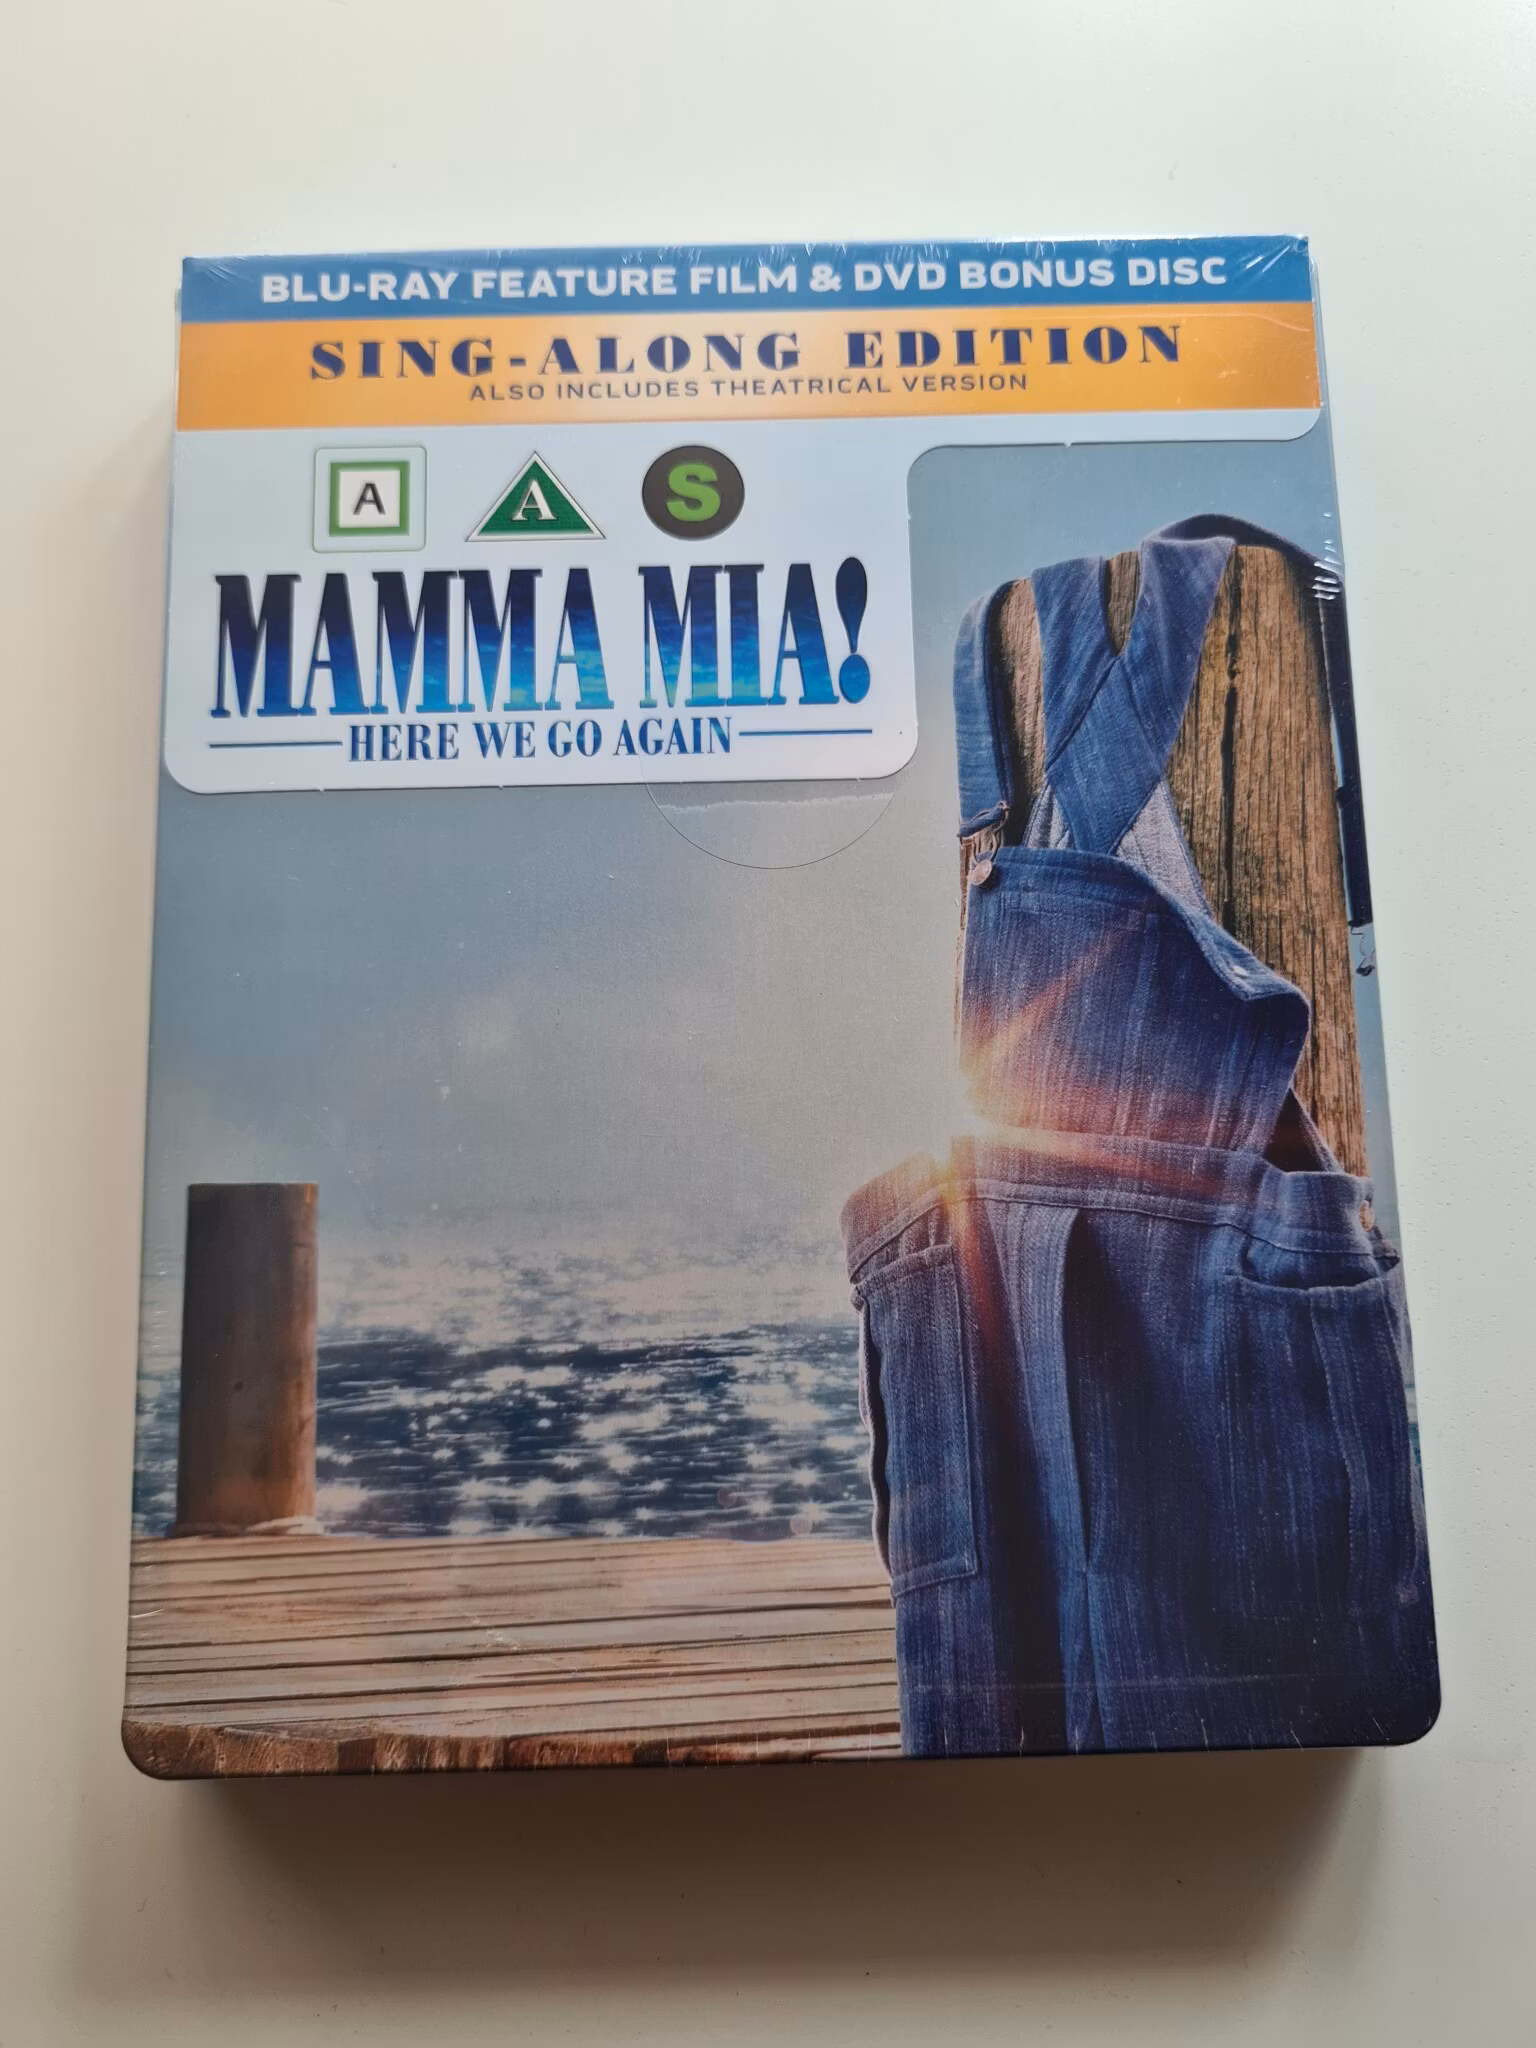 BLU-RAY FEATURE FILM & DVD BONUS DISC
SING-ALONG EDITION
ALSO INCLUDES THEATRICAL VERSION
A A S
MAMMA MIA!
HERE WE GO AGAIN